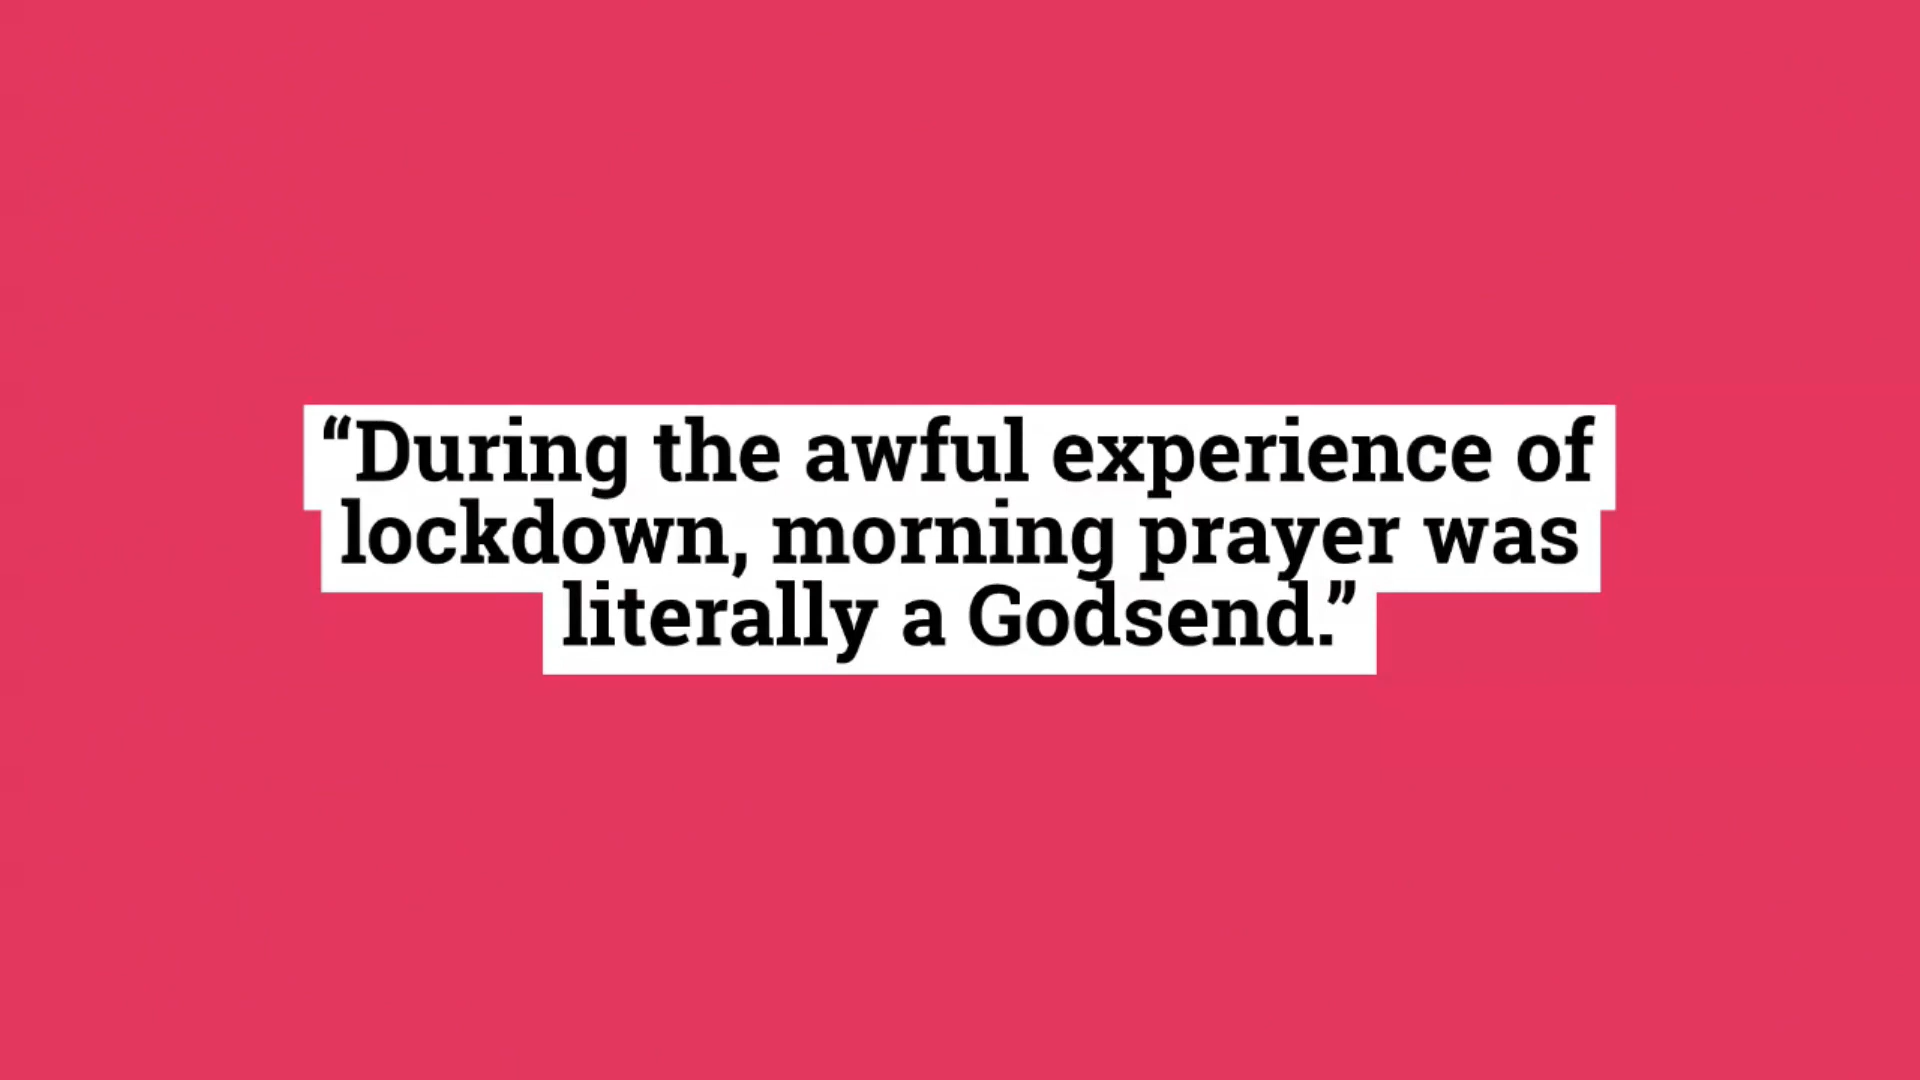 “During the awful experience of
lockdown, morning prayer was
literally a Godsend.”